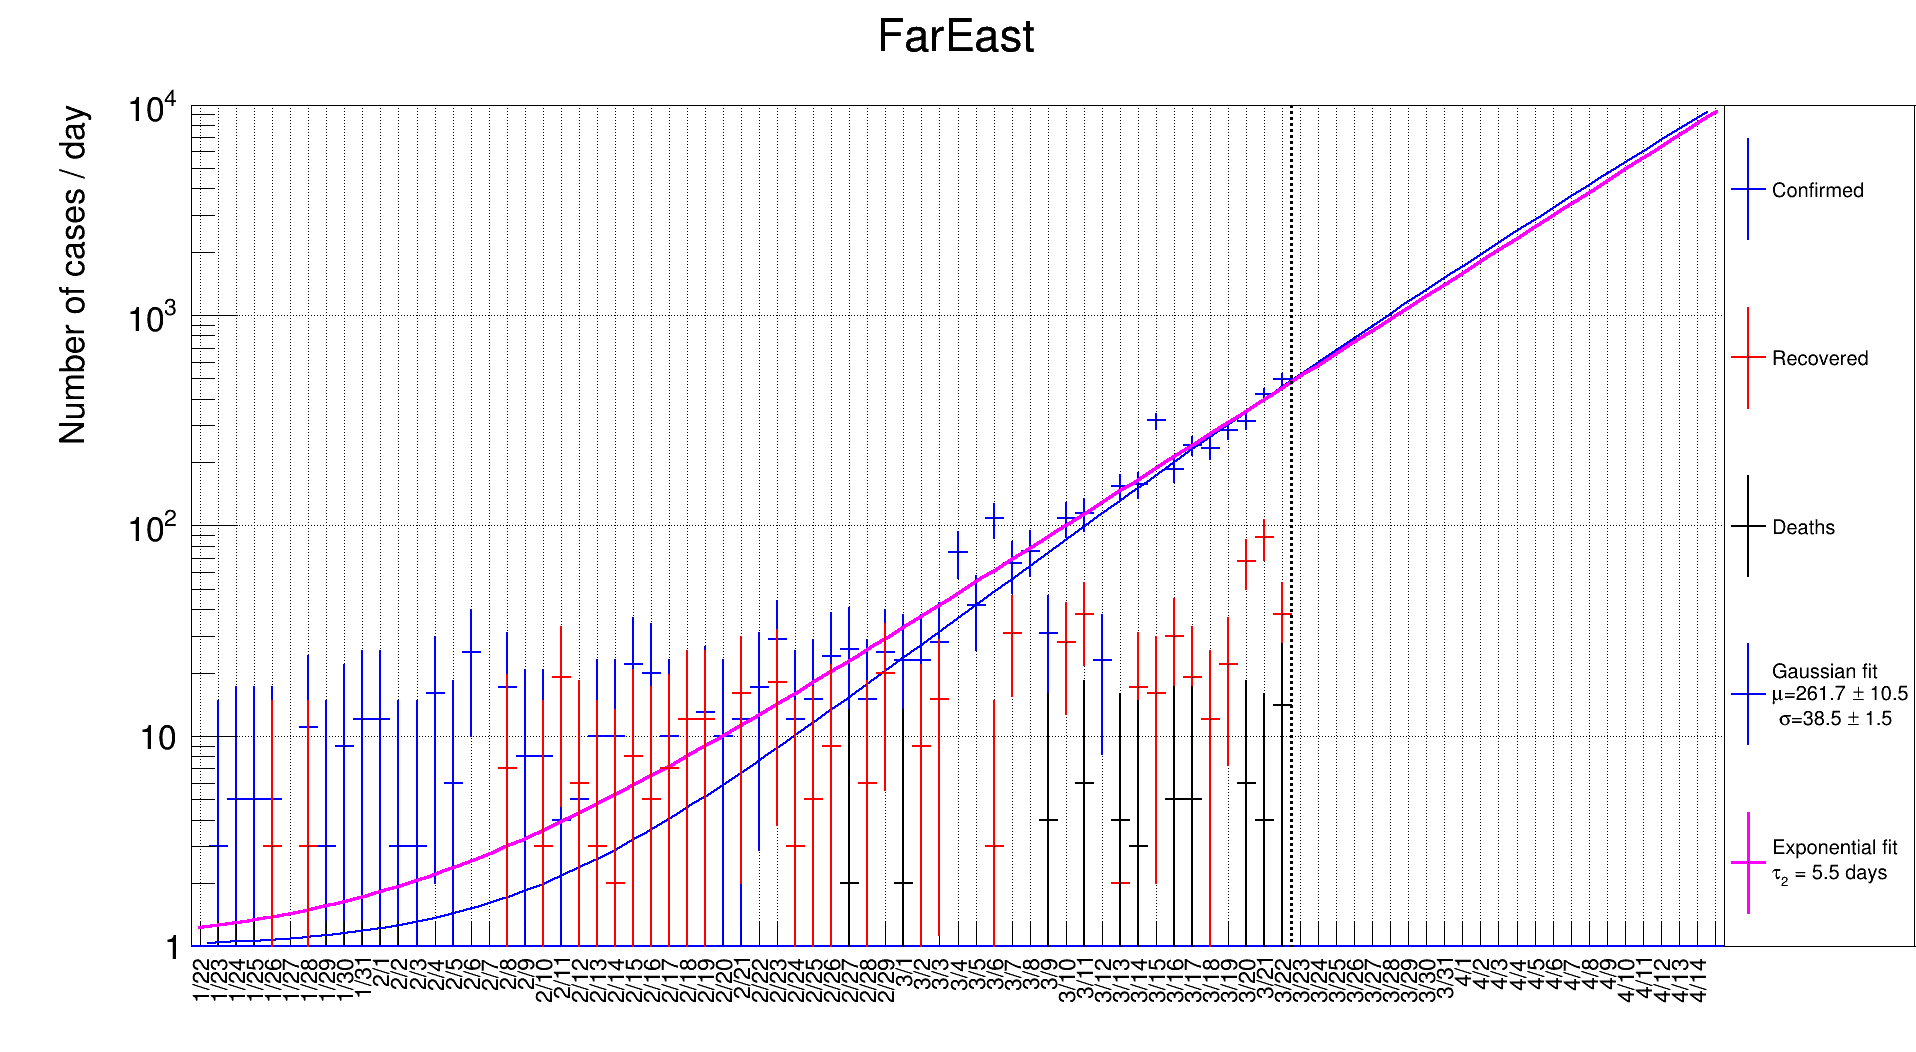 FarEast
Number of cases / day
10⁴
10³
10²
10
1
1/22 1/23 1/24 1/25 1/26 1/27 1/28 1/29 1/30 1/31 2/1 2/2 2/3 2/4 2/5 2/6 2/7 2/8 2/9 2/10 2/11 2/12 2/13 2/14 2/15 2/16 2/17 2/18 2/19 2/20 2/21 2/22 2/23 2/24 2/25 2/26 2/27 2/28 2/29 3/1 3/2 3/3 3/4 3/5 3/6 3/7 3/8 3/9 3/10 3/11 3/12 3/13 3/14 3/15 3/16 3/17 3/18 3/19 3/20 3/21 3/22 3/23 3/24 3/25 3/26 3/27 3/28 3/29 3/30 3/31 4/1 4/2 4/3 4/4 4/5 4/6 4/7 4/8 4/9 4/10 4/11 4/12 4/13 4/14
Confirmed
Recovered
Deaths
Gaussian fit
μ=261.7 ± 10.5
σ=38.5 ± 1.5
Exponential fit
τ₂ = 5.5 days